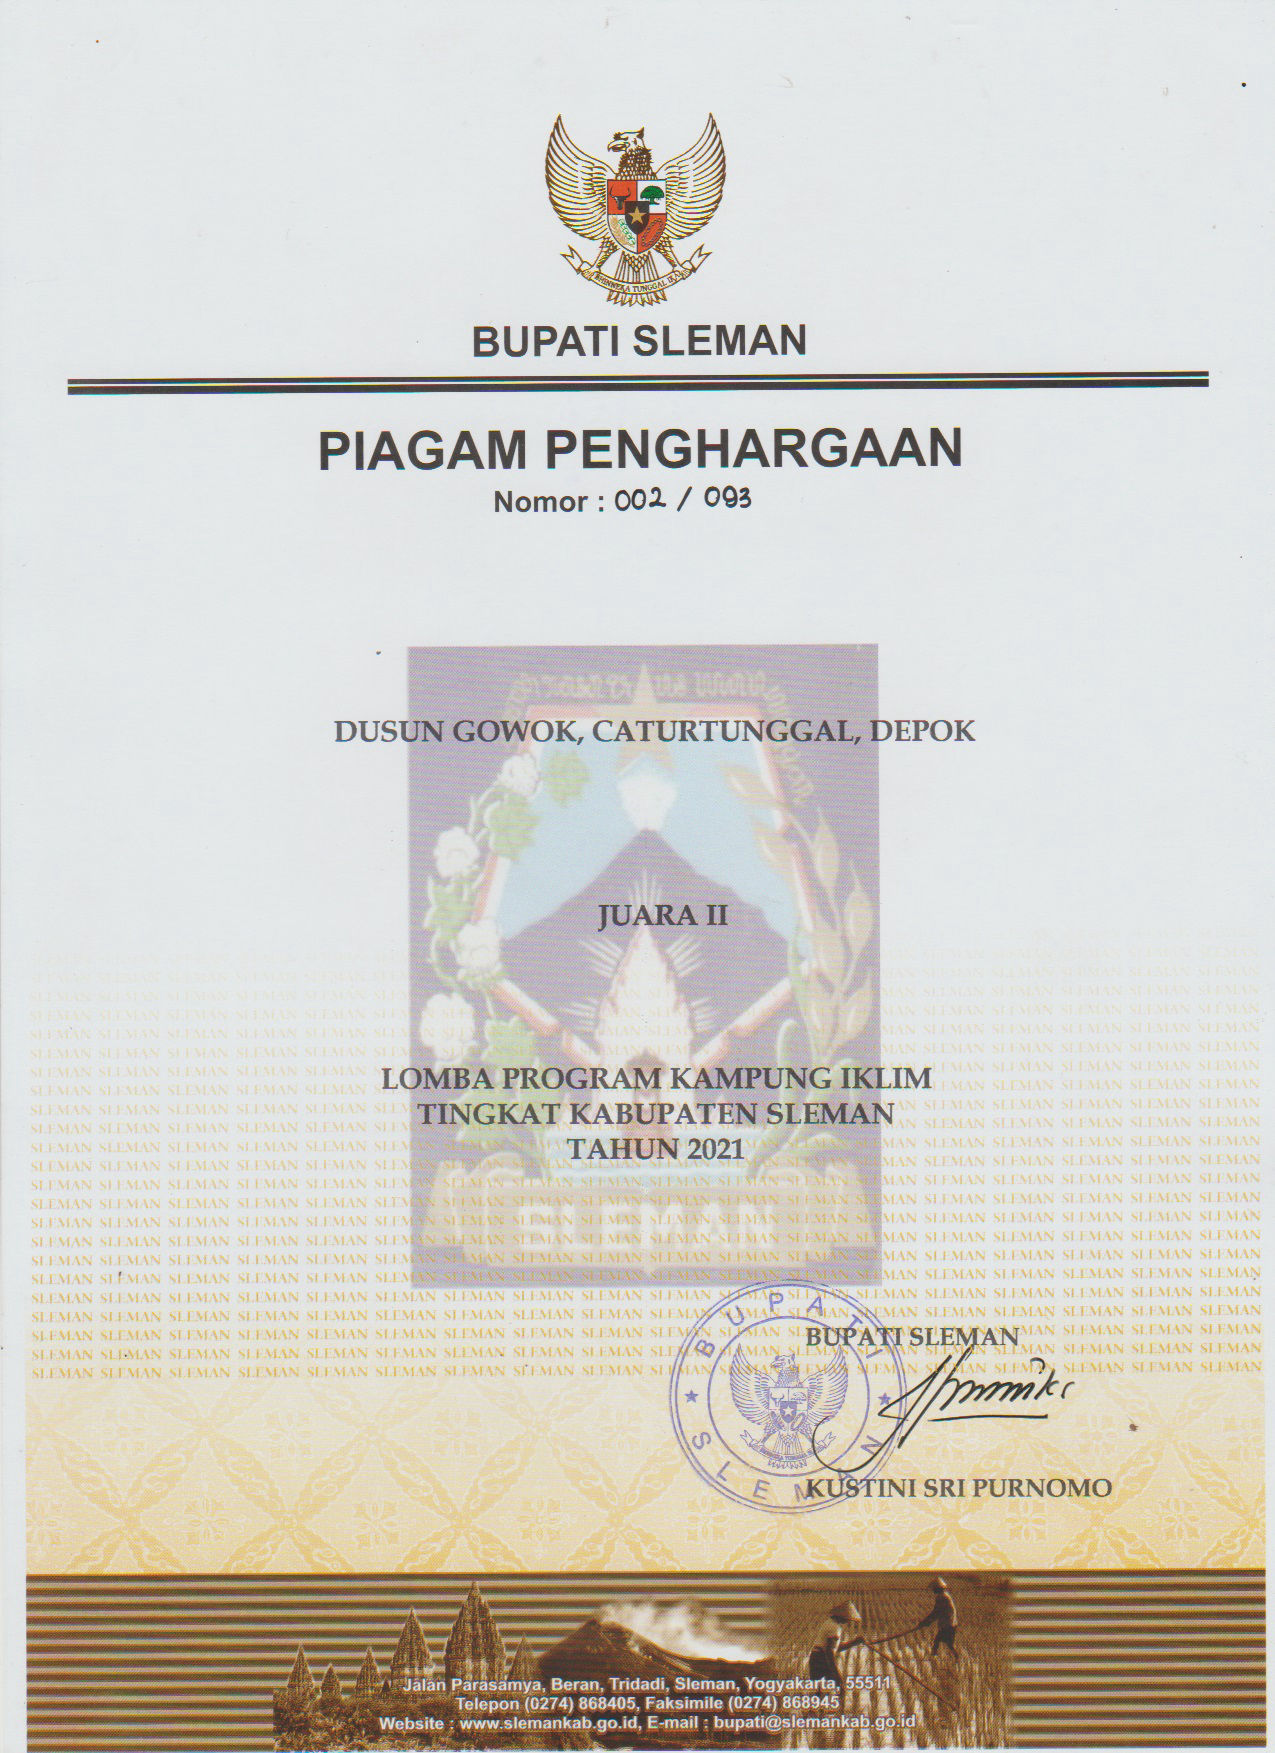 BHINNEKA TUNGGAL IKA
BUPATI SLEMAN
PIAGAM PENGHARGAAN
Nomor : 002 / 093
DUSUN GOWOK, CATURTUNGGAL, DEPOK
JUARA II
LOMBA PROGRAM KAMPUNG IKLIM
TINGKAT KABUPATEN SLEMAN
TAHUN 2021
SLEMAN
BUPATI SLEMAN
BUPATI
SLEMAN
KUSTINI SRI PURNOMO
Jalan Parasamya, Beran, Tridadi, Sleman, Yogyakarta, 55511
Telepon (0274) 868405, Faksimile (0274) 868945
Website : www.slemankab.go.id, E-mail : bupati@slemankab.go.id